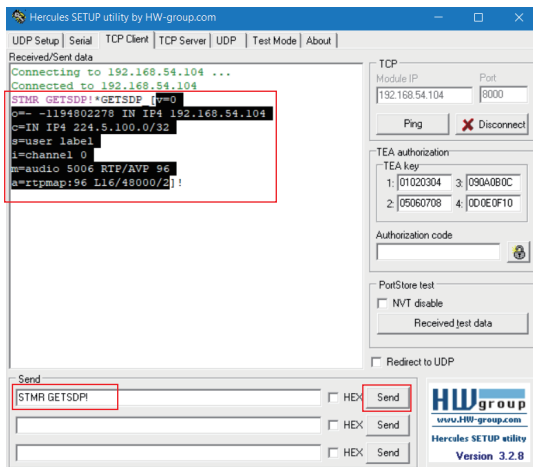 Hercules SETUP utility by HW-group.com
UDP Setup Serial TCP Client TCP Server UDP Test Mode About
Received/Sent data
Connecting to 192.168.54.104 ...
Connected to 192.168.54.104
STMR GETSDP!*GETSDP [v=0
o=- -1194802278 IN IP4 192.168.54.104
c=IN IP4 224.5.100.0/32
s=user label
i=channel 0
m=audio 5006 RTP/AVP 96
a=rtpmap:96 L16/48000/2]!
TCP
Module IP Port
192.168.54.104 8000
Ping Disconnect
TEA authorization
TEA key
1: 01020304 3: 090A0B0C
2: 05060708 4: 0D0E0F10
Authorization code
PortStore test
NVT disable
Received test data
Redirect to UDP
Send
STMR GETSDP! HEX Send
HEX Send
HEX Send
HWgroup
www.HW-group.com
Hercules SETUP utility
Version 3.2.8